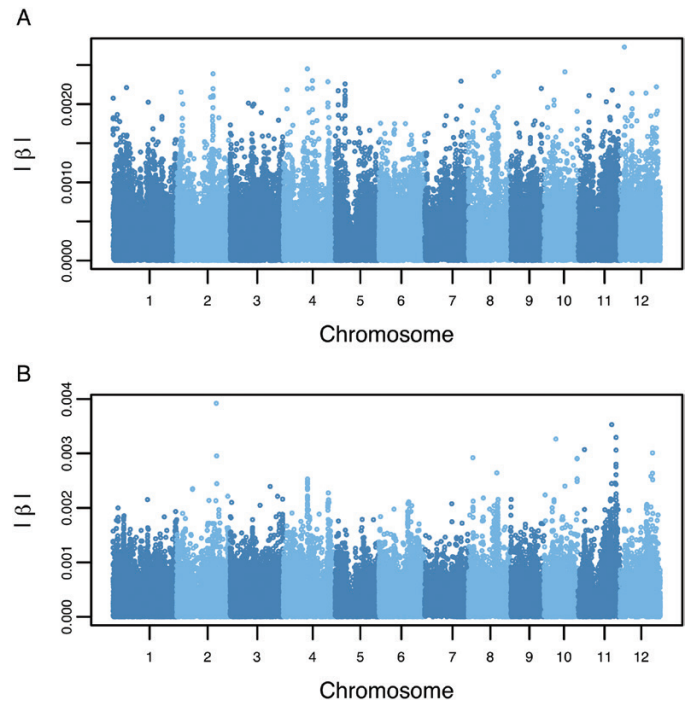 A
| β |
0.0000 0.0010 0.0020
1 2 3 4 5 6 7 8 9 10 11 12
Chromosome
B
| β |
0.000 0.001 0.002 0.003 0.004
1 2 3 4 5 6 7 8 9 10 11 12
Chromosome